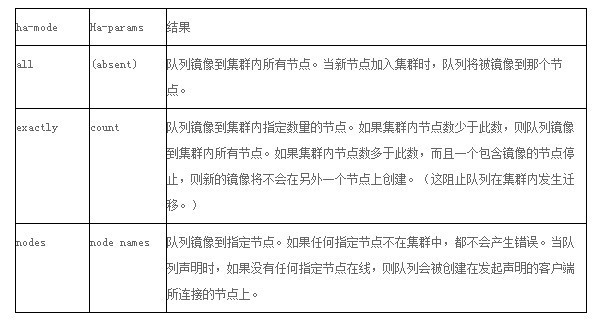 ha-mode Ha-params 结果
all (absent) 队列镜像到集群内所有节点。当新节点加入集群时，队列将被镜像到那个节
点。
exactly count 队列镜像到集群内指定数量的节点。如果集群内节点数少于此数，则队列镜像
到集群内所有节点。如果集群内节点数多于此数，而且一个包含镜像的节点停
止，则新的镜像将不会在另外一个节点上创建。（这阻止队列在集群内发生迁
移。）
nodes node names 队列镜像到指定节点。如果任何指定节点不在集群中，都不会产生错误。当队
列声明时，如果没有任何指定节点在线，则队列会被创建在发起声明的客户端
所连接的节点上。